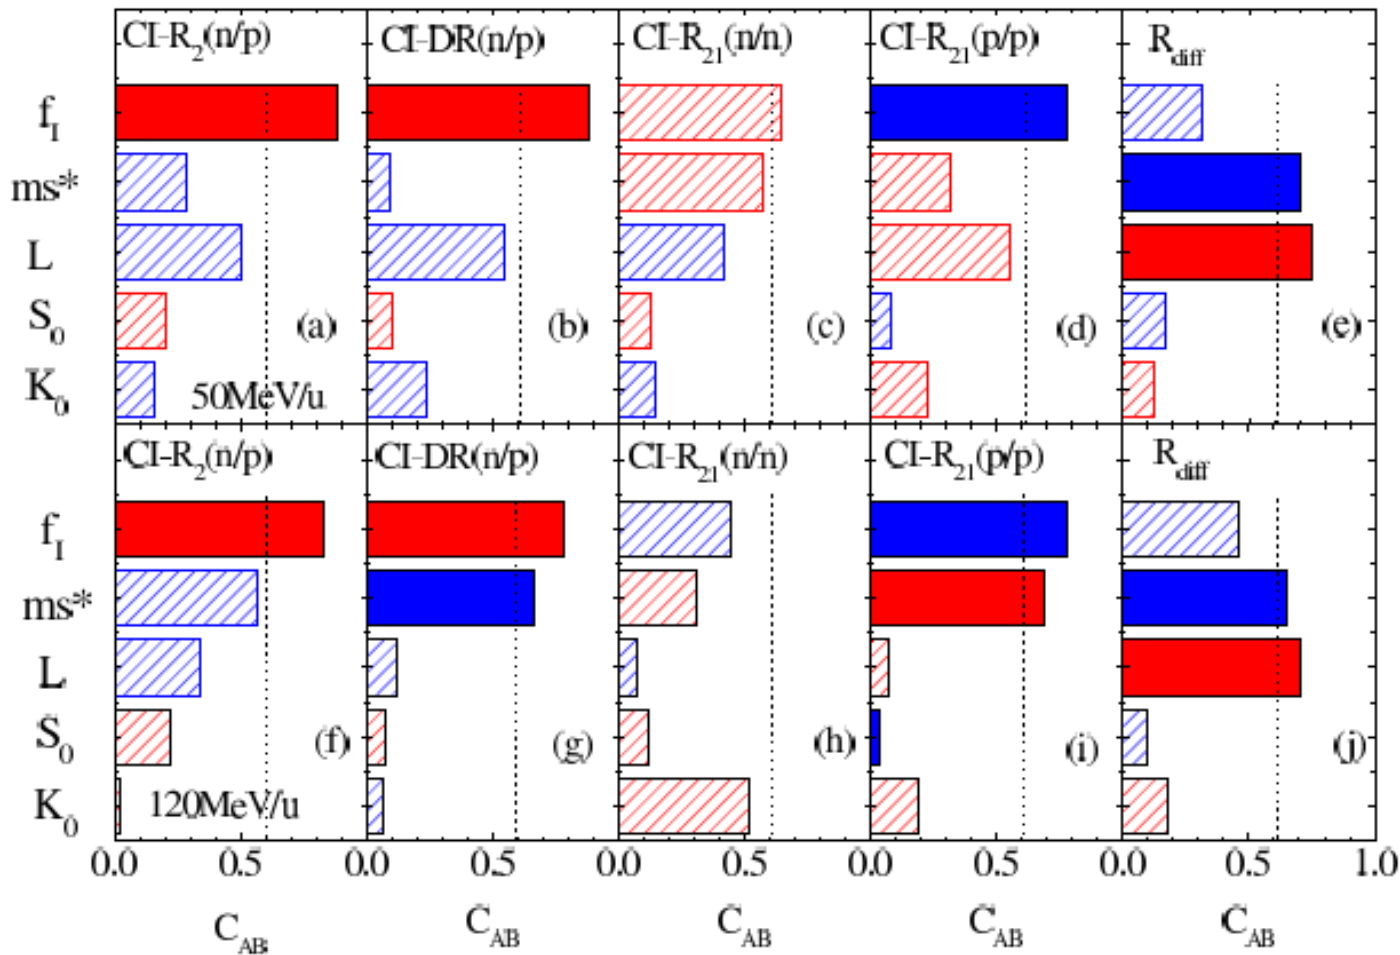 CI-R2(n/p) CI-DR(n/p) CI-R21(n/n) CI-R21(p/p) Rdiff
fI
ms*
L
S0 (a) (b) (c) (d) (e)
K0 50MeV/u
CI-R2(n/p) CI-DR(n/p) CI-R21(n/n) CI-R21(p/p) Rdiff
fI
ms*
L
S0 (f) (g) (h) (i) (j)
K0 120MeV/u
0.0 0.5 0.0 0.5 0.0 0.5 0.0 0.5 0.0 0.5 1.0
CAB CAB CAB CAB CAB